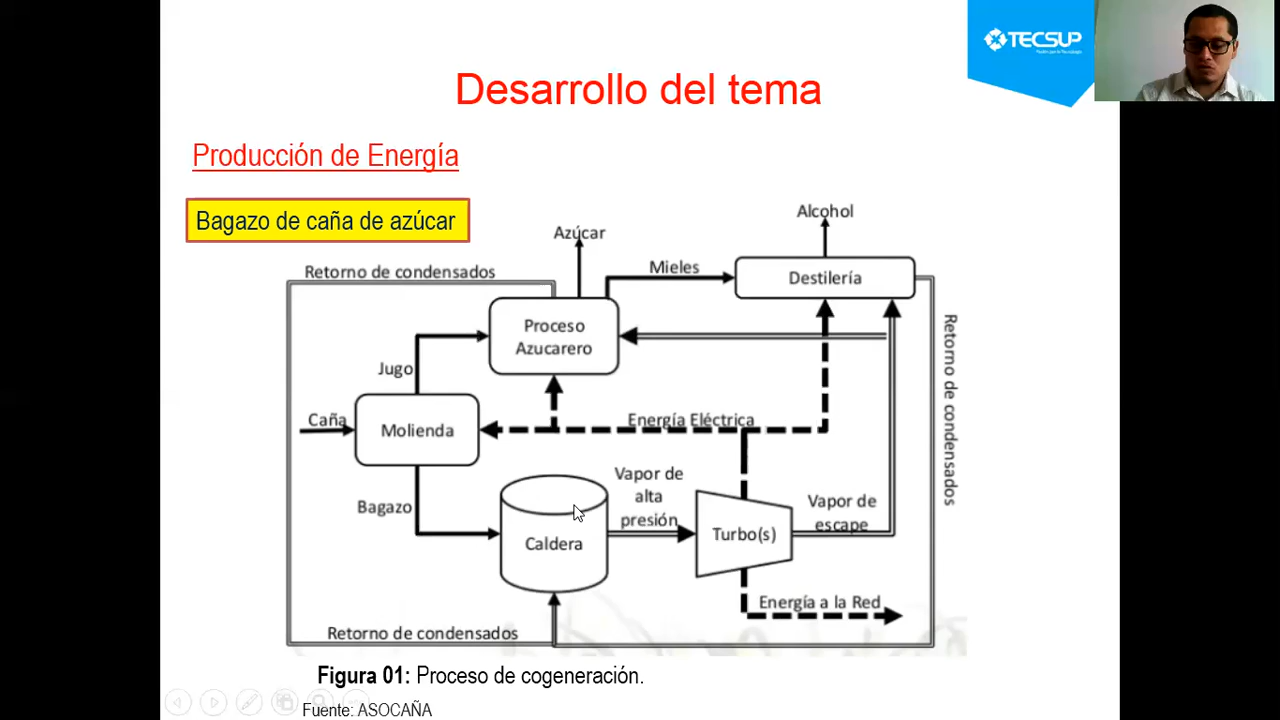 TECSUP
Desarrollo del tema
Producción de Energía
Bagazo de caña de azúcar
Alcohol
Azúcar
Retorno de condensados
Mieles
Destilería
Proceso
Azucarero
Retorno de condensados
Jugo
Caña
Molienda
Energía Eléctrica
Vapor de
alta
presión
Bagazo
Caldera
Turbo(s)
Vapor de
escape
Energía a la Red
Retorno de condensados
Figura 01: Proceso de cogeneración.
Fuente: ASOCAÑA